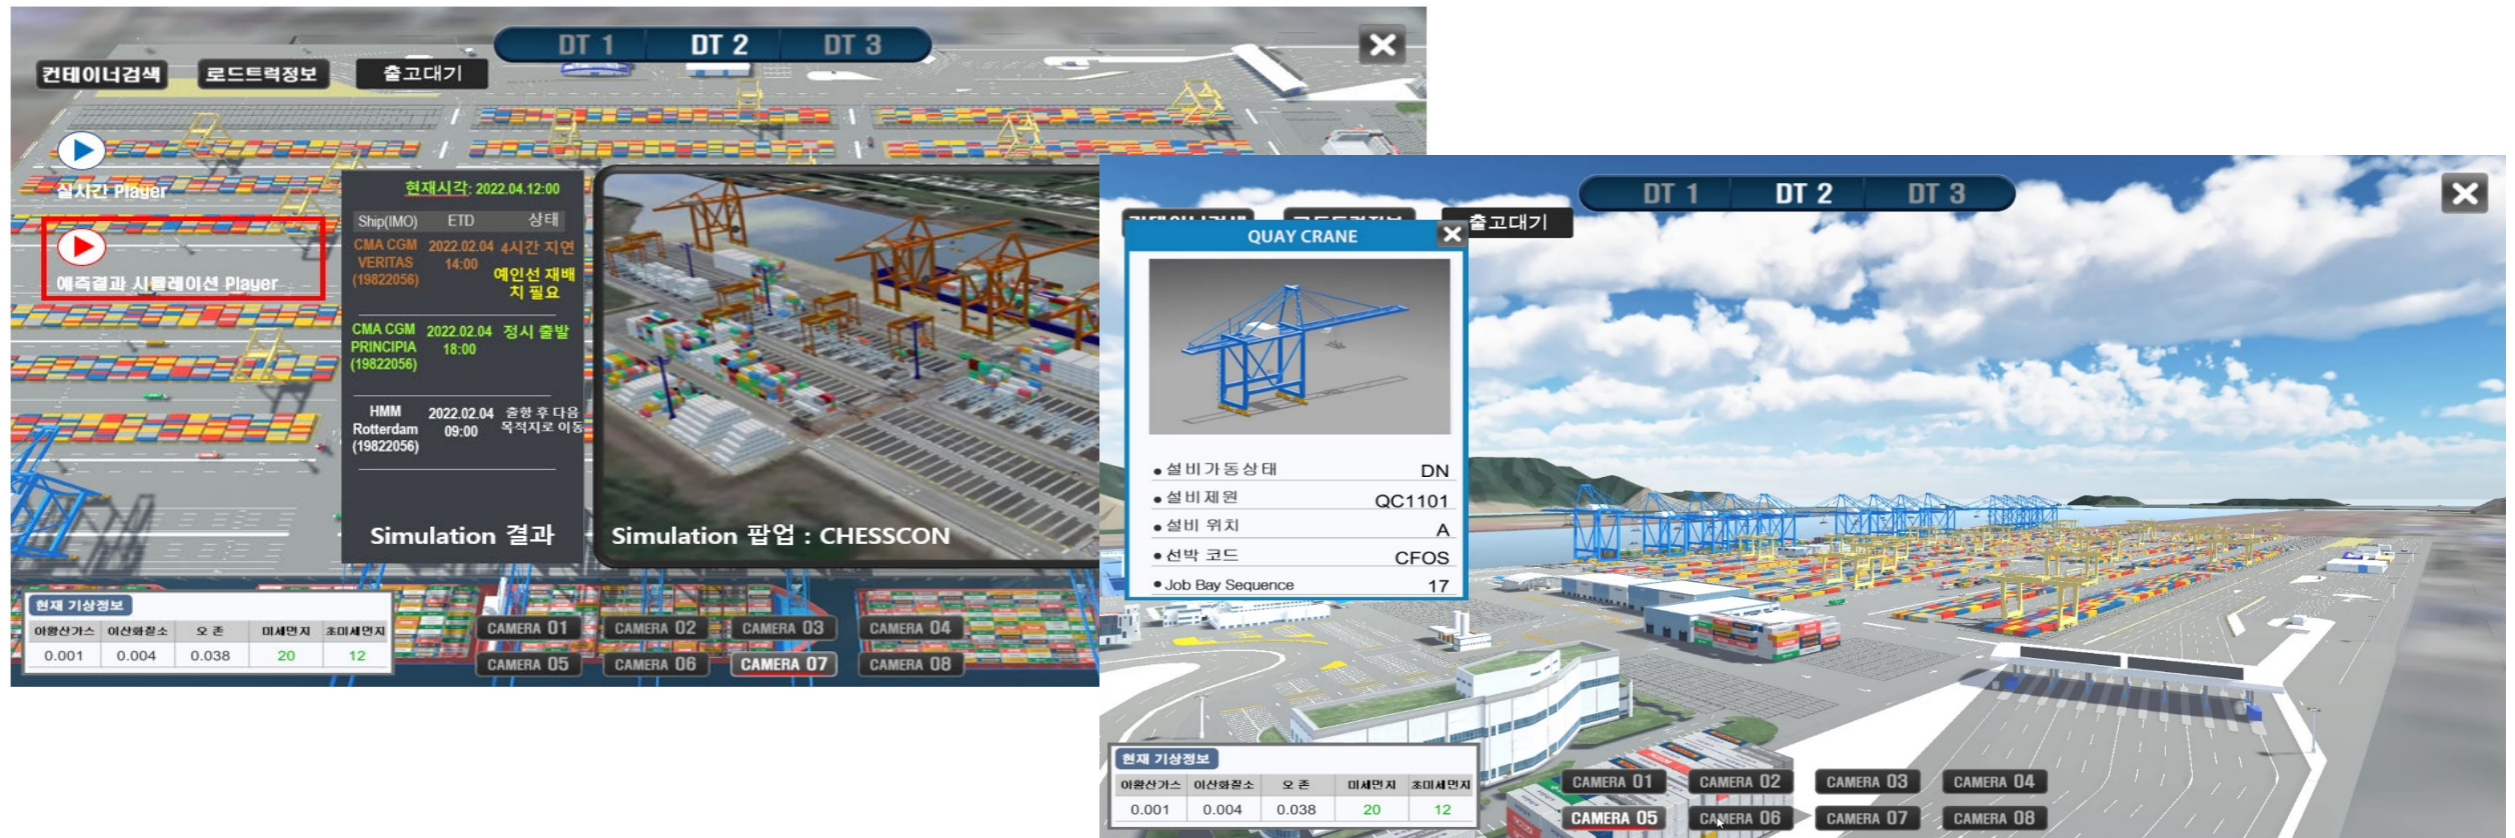 DT 1 DT 2 DT 3
컨테이너검색 로드트럭정보 출고대기
실시간 Player
예측결과 시뮬레이션 Player
현재시각: 2022.04.12:00
Ship(IMO) ETD 상태
CMA CGM VERITAS (19822056) 2022.02.04 14:00 4시간 지연
예인선 재배치 필요
CMA CGM PRINCIPIA (19822056) 2022.02.04 18:00 정시 출발
HMM Rotterdam (19822056) 2022.02.04 09:00 출항 후 다음 목적지로 이동
Simulation 결과
Simulation 팝업 : CHESSCON
현재 기상정보
아황산가스 이산화질소 오 존 미세먼지 초미세먼지
0.001 0.004 0.038 20 12
CAMERA 01 CAMERA 02 CAMERA 03 CAMERA 04
CAMERA 05 CAMERA 06 CAMERA 07 CAMERA 08
DT 1 DT 2 DT 3
출고대기
QUAY CRANE
설비가동상태 DN
설비제원 QC1101
설비 위치 A
선박 코드 CFOS
Job Bay Sequence 17
현재 기상정보
아황산가스 이산화질소 오 존 미세먼지 초미세먼지
0.001 0.004 0.038 20 12
CAMERA 01 CAMERA 02 CAMERA 03 CAMERA 04
CAMERA 05 CAMERA 06 CAMERA 07 CAMERA 08